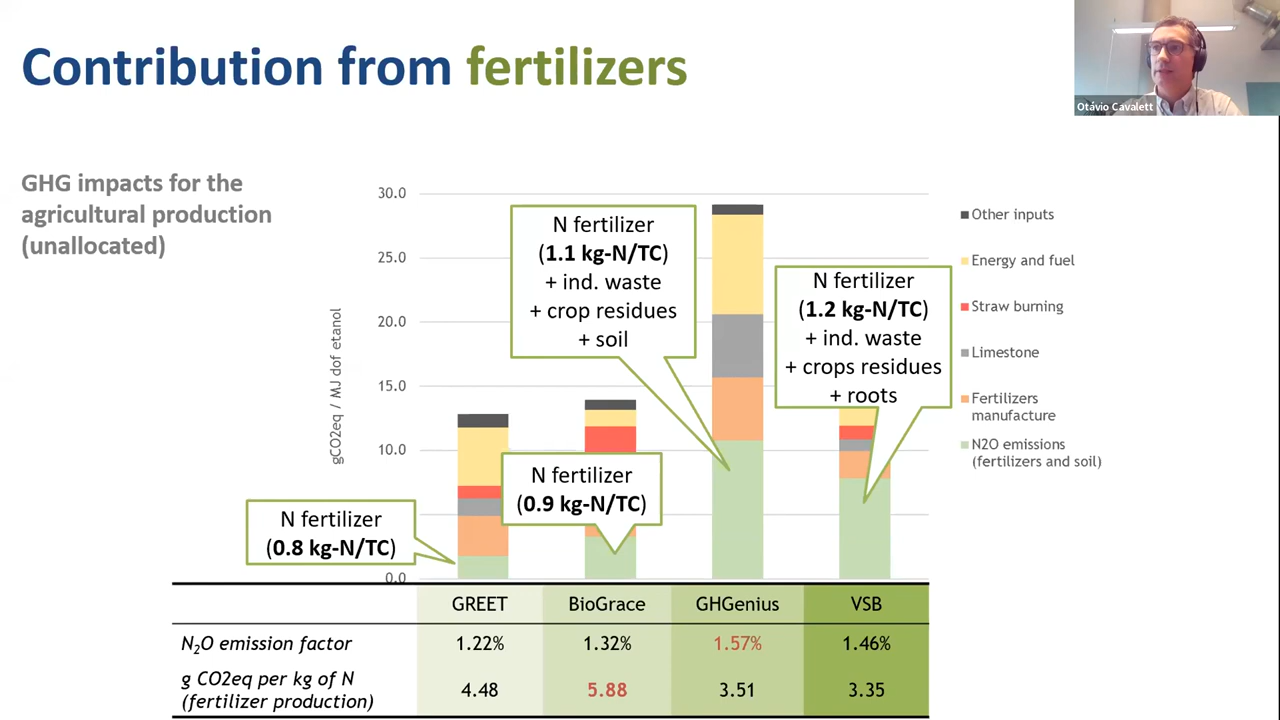 Contribution from fertilizers
Otávio Cavalett
GHG impacts for the
agricultural production
(unallocated)
gCO2eq / MJ dof etanol
30.0
25.0
20.0
15.0
10.0
0.0
N fertilizer
(0.8 kg-N/TC)
N fertilizer
(0.9 kg-N/TC)
N fertilizer
(1.1 kg-N/TC)
+ ind. waste
+ crop residues
+ soil
N fertilizer
(1.2 kg-N/TC)
+ ind. waste
+ crops residues
+ roots
Other inputs
Energy and fuel
Straw burning
Limestone
Fertilizers
manufacture
N2O emissions
(fertilizers and soil)
GREET BioGrace GHGenius VSB
N₂O emission factor 1.22% 1.32% 1.57% 1.46%
g CO2eq per kg of N
(fertilizer production) 4.48 5.88 3.51 3.35